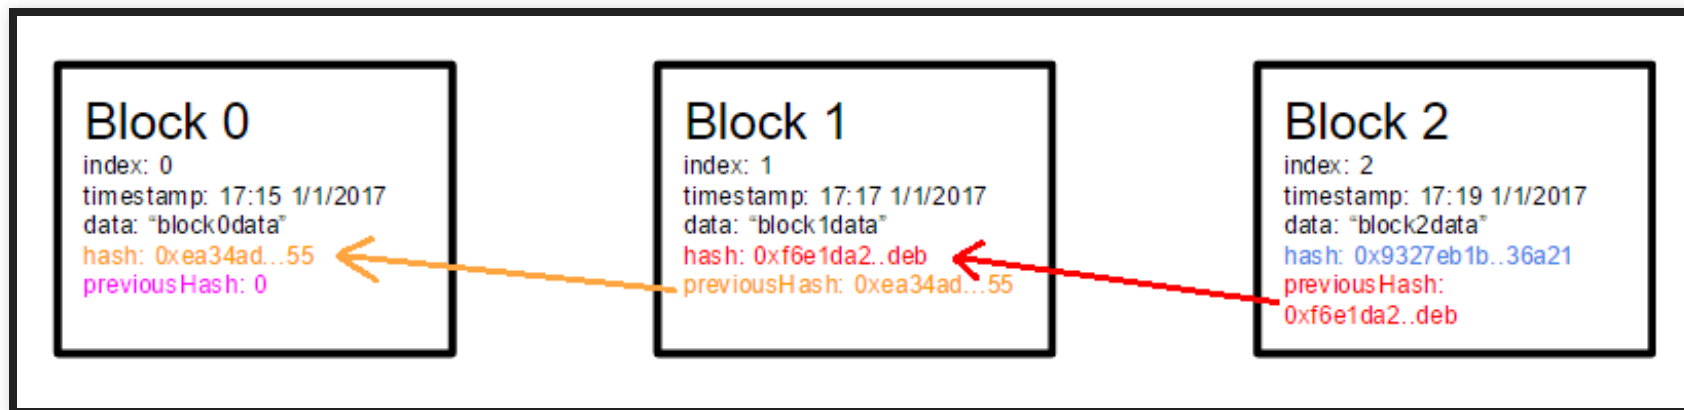 Block 0
index: 0
timestamp: 17:15 1/1/2017
data: “block0data”
hash: 0xea34ad...55
previousHash: 0
Block 1
index: 1
timestamp: 17:17 1/1/2017
data: “block1data”
hash: 0xf6e1da2..deb
previousHash: 0xea34ad...55
Block 2
index: 2
timestamp: 17:19 1/1/2017
data: “block2data”
hash: 0x9327eb1b..36a21
previousHash:
0xf6e1da2..deb